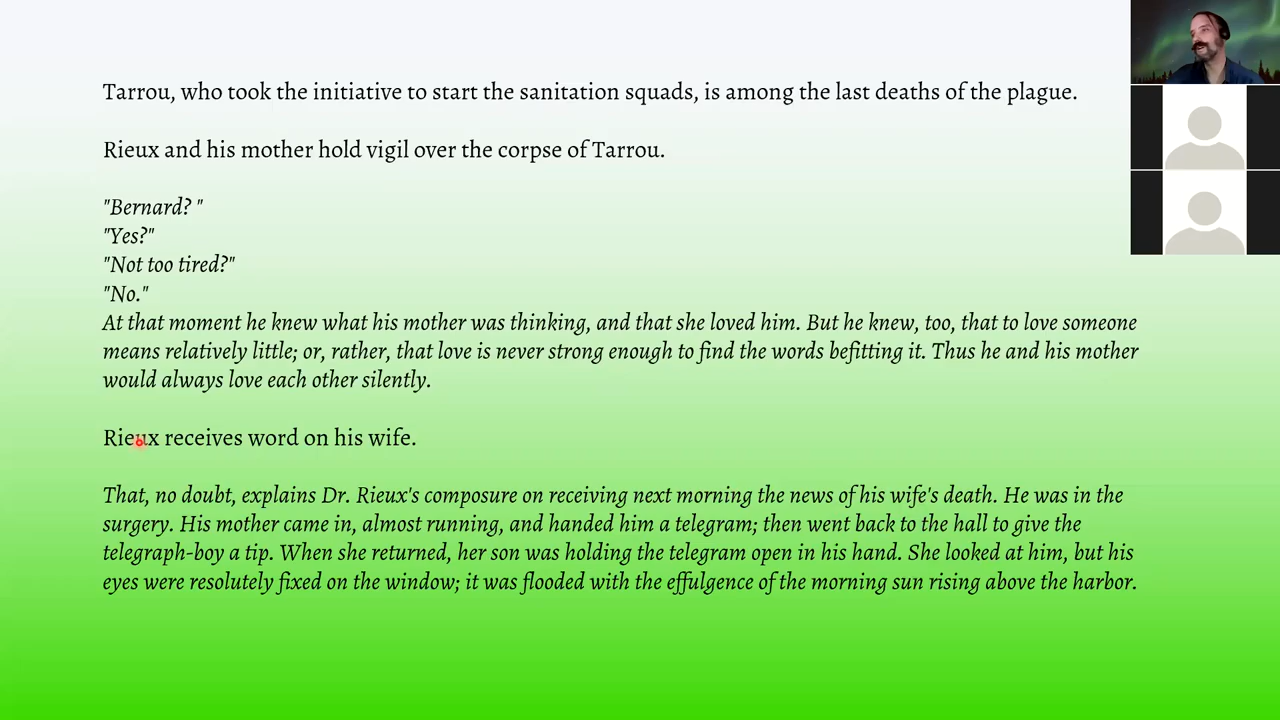 Tarrou, who took the initiative to start the sanitation squads, is among the last deaths of the plague.
Rieux and his mother hold vigil over the corpse of Tarrou.
"Bernard? "
"Yes?"
"Not too tired?"
"No."
At that moment he knew what his mother was thinking, and that she loved him. But he knew, too, that to love someone
means relatively little; or, rather, that love is never strong enough to find the words befitting it. Thus he and his mother
would always love each other silently.
Rieux receives word on his wife.
That, no doubt, explains Dr. Rieux's composure on receiving next morning the news of his wife's death. He was in the
surgery. His mother came in, almost running, and handed him a telegram; then went back to the hall to give the
telegraph-boy a tip. When she returned, her son was holding the telegram open in his hand. She looked at him, but his
eyes were resolutely fixed on the window; it was flooded with the effulgence of the morning sun rising above the harbor.